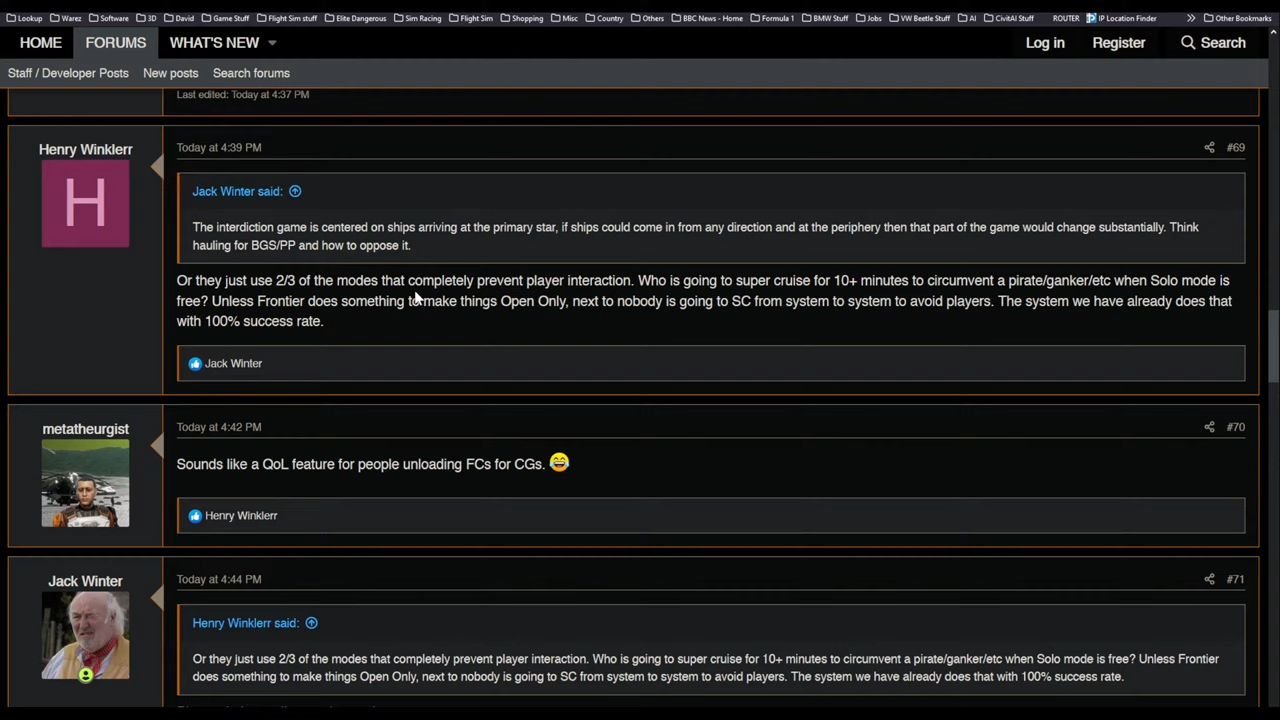 Lookup Warez Software 3D David Game Stuff Flight Sim stuff Elite Dangerous Sim Racing Flight Sim Shopping Misc Country Others BBC News - Home Formula 1 BMW Stuff Jobs VW Beetle Stuff AI CivitAI Stuff ROUTER IP Location Finder Other Bookmarks
HOME FORUMS WHAT'S NEW Log in Register Search
Staff / Developer Posts New posts Search forums
Last edited: Today at 4:37 PM
Henry Winklerr
H
Today at 4:39 PM #69
Jack Winter said:
The interdiction game is centered on ships arriving at the primary star, if ships could come in from any direction and at the periphery then that part of the game would change substantially. Think
hauling for BGS/PP and how to oppose it.
Or they just use 2/3 of the modes that completely prevent player interaction. Who is going to super cruise for 10+ minutes to circumvent a pirate/ganker/etc when Solo mode is
free? Unless Frontier does something to make things Open Only, next to nobody is going to SC from system to system to avoid players. The system we have already does that
with 100% success rate.
Jack Winter
metatheurgist
Today at 4:42 PM #70
Sounds like a QoL feature for people unloading FCs for CGs. 😂
Henry Winklerr
Jack Winter
Today at 4:44 PM #71
Henry Winklerr said:
Or they just use 2/3 of the modes that completely prevent player interaction. Who is going to super cruise for 10+ minutes to circumvent a pirate/ganker/etc when Solo mode is free? Unless Frontier
does something to make things Open Only, next to nobody is going to SC from system to system to avoid players. The system we have already does that with 100% success rate.